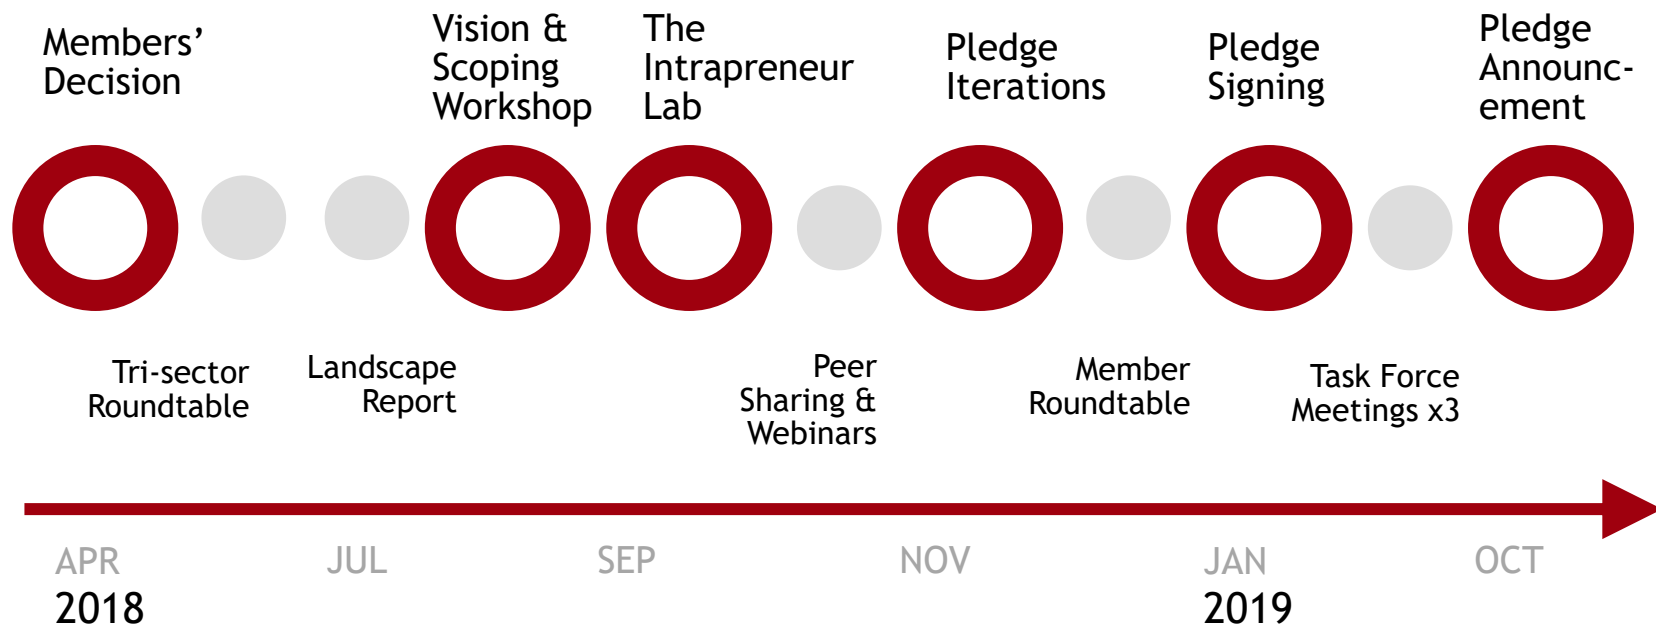 Members’
Decision
Vision &
Scoping
Workshop
The
Intrapreneur
Lab
Pledge
Iterations
Pledge
Signing
Pledge
Announc-
ement
Tri-sector
Roundtable
Landscape
Report
Peer
Sharing &
Webinars
Member
Roundtable
Task Force
Meetings x3
APR
2018
JUL
SEP
NOV
JAN
2019
OCT